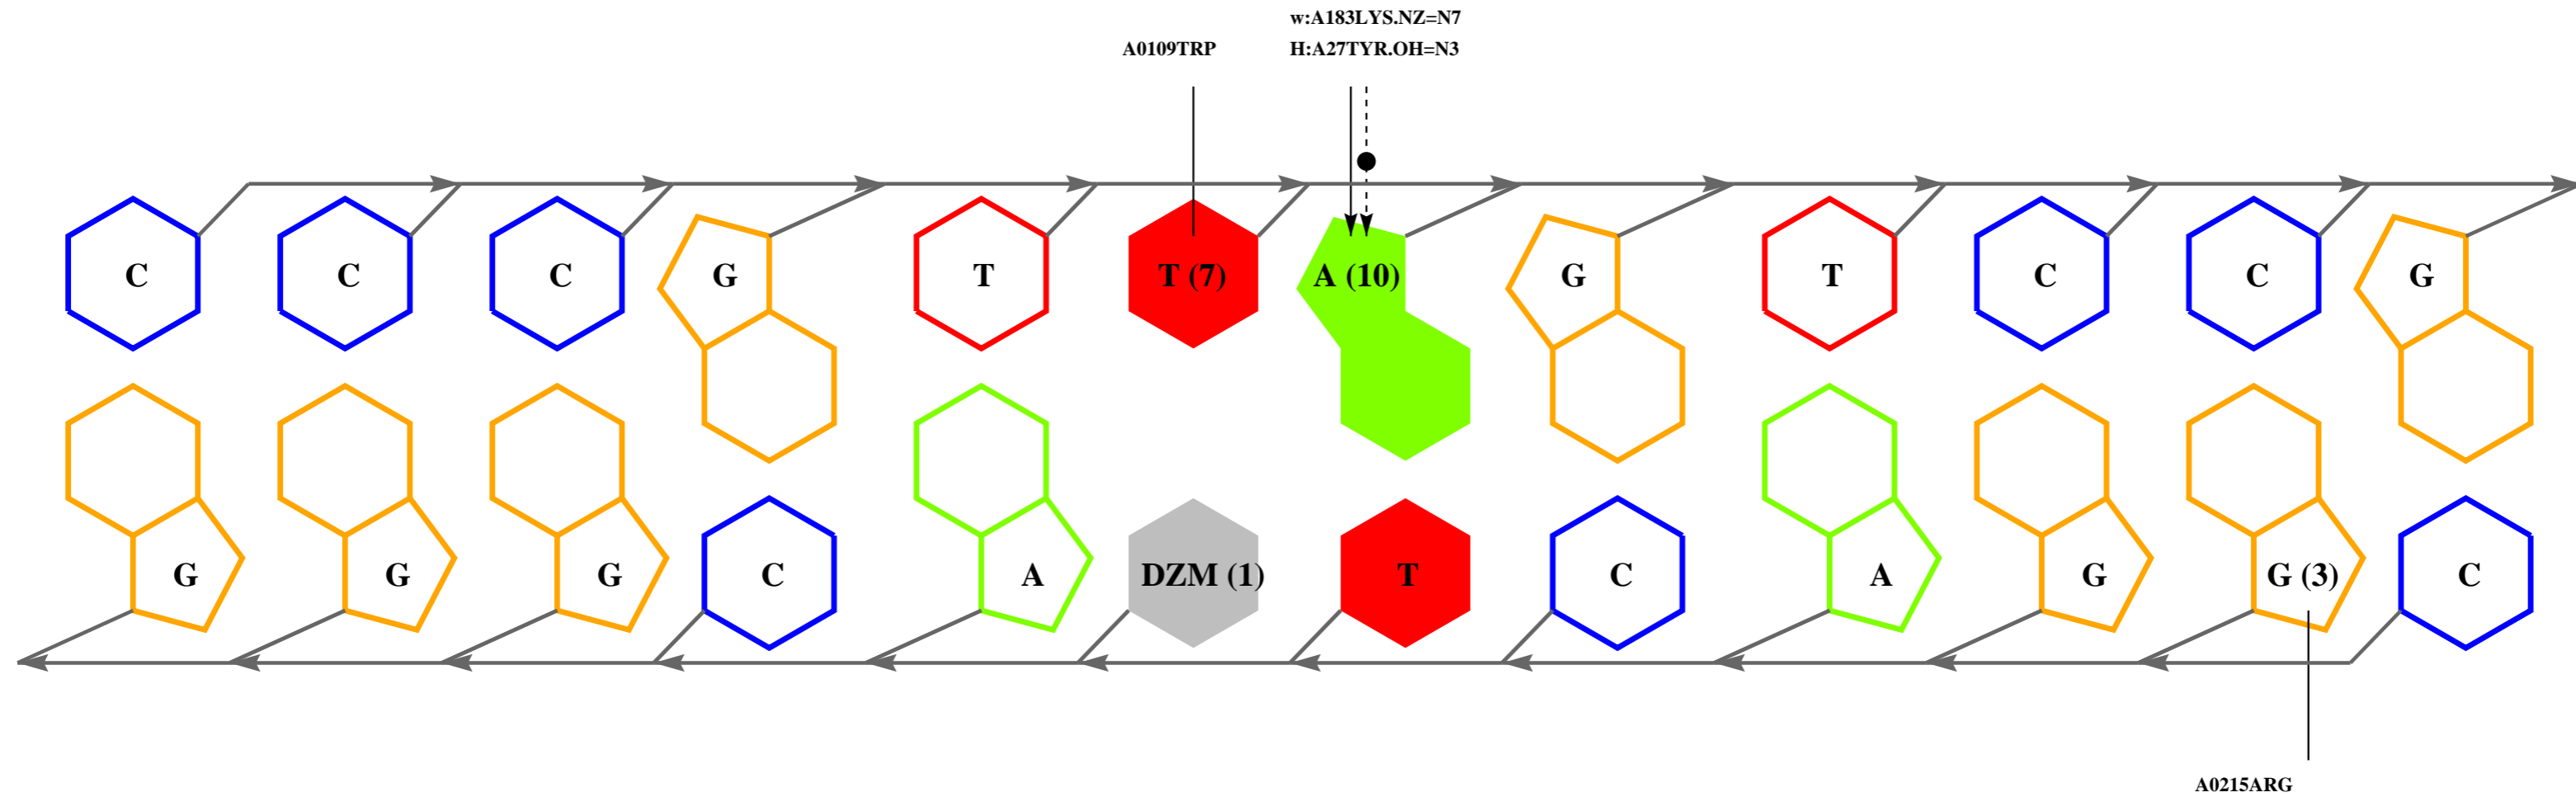 w:A183LYS.NZ=N7
A0109TRP H:A27TYR.OH=N3
C C C G T T (7) A (10) G T C C G
G G G C A DZM (1) T C A G G (3) C
A0215ARG